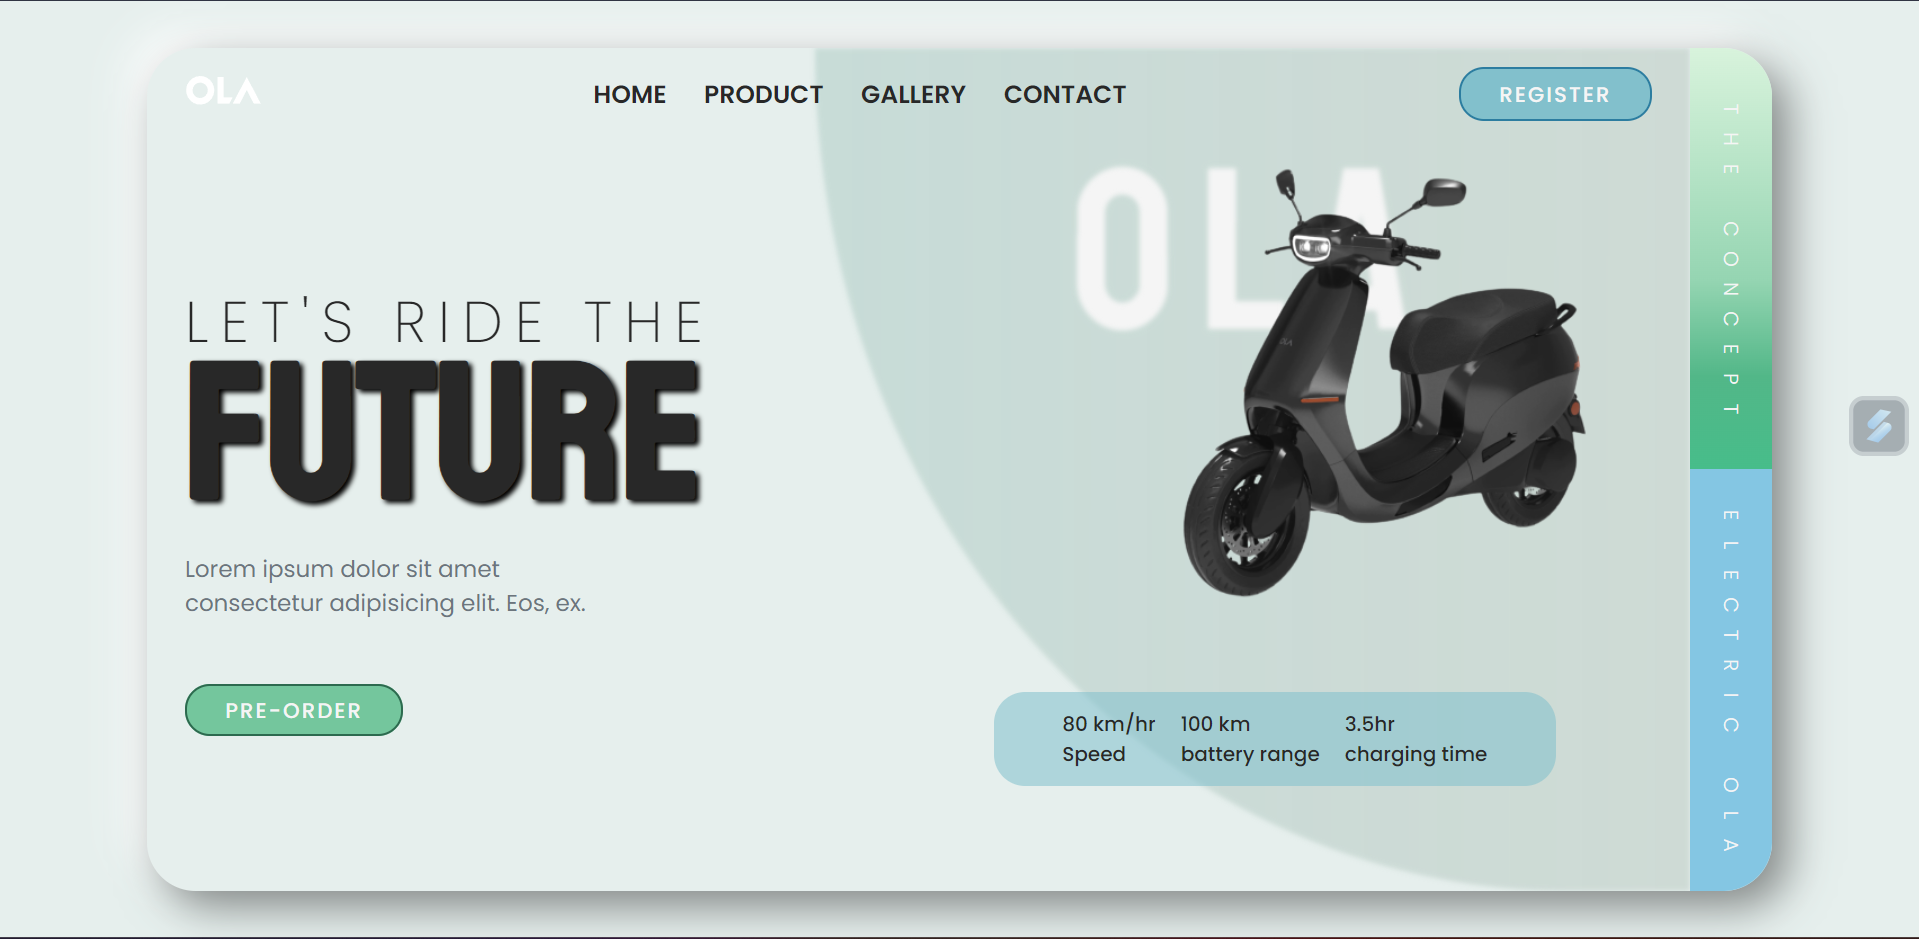 OLA
HOME PRODUCT GALLERY CONTACT
REGISTER
OLA
LET'S RIDE THE
FUTURE
Lorem ipsum dolor sit amet
consectetur adipisicing elit. Eos, ex.
PRE-ORDER
80 km/hr
Speed
100 km
battery range
3.5hr
charging time
THE CONCEPT
ELECTRIC OLA